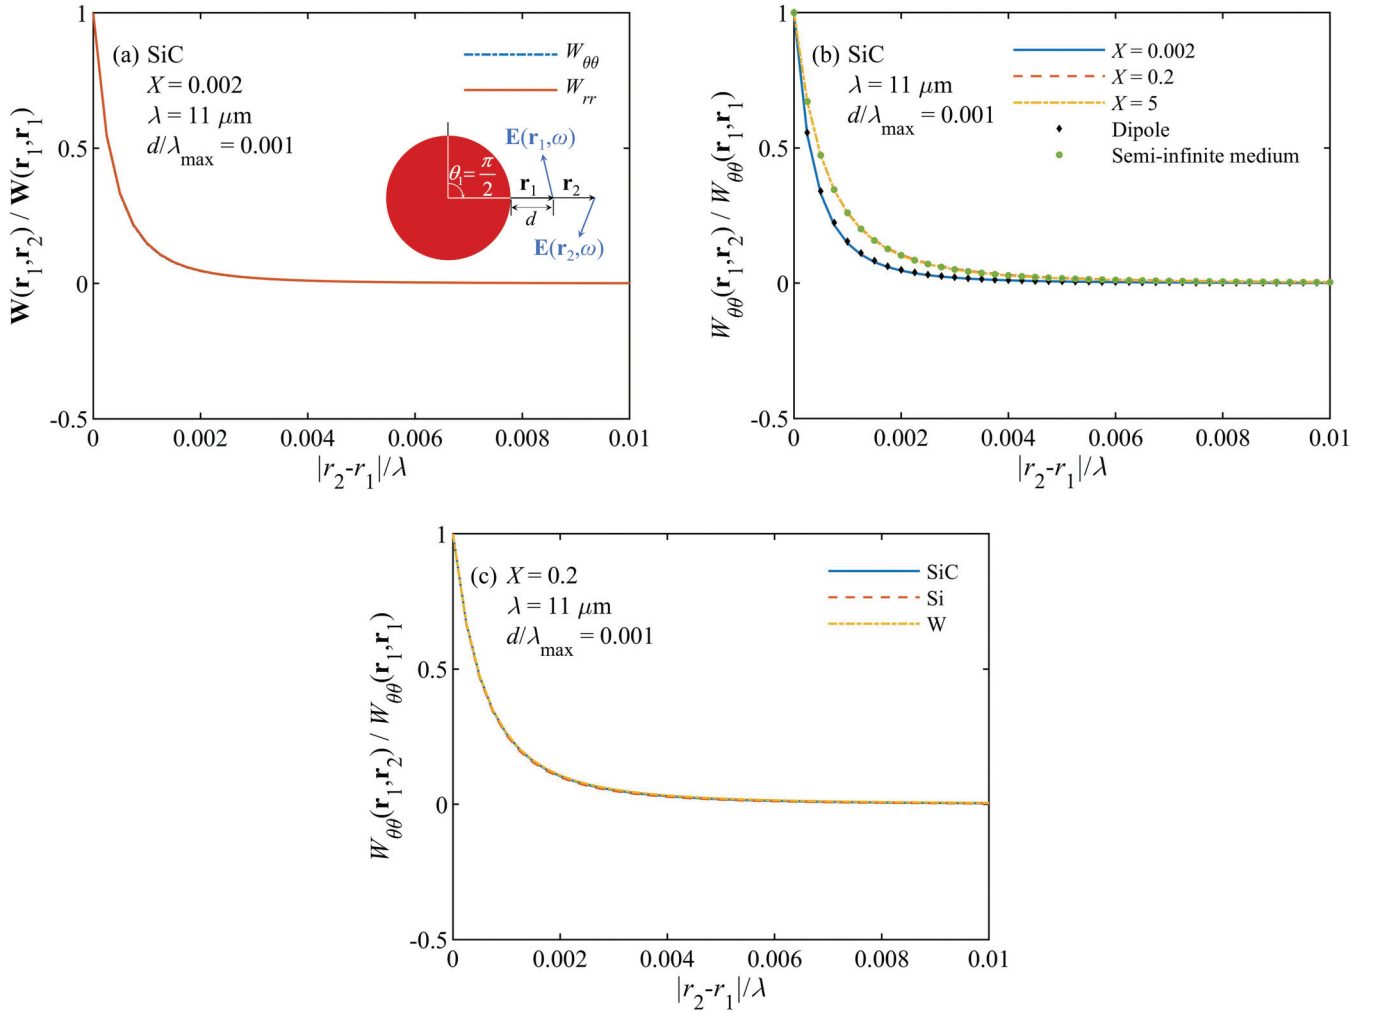 (a) SiC
X = 0.002
λ = 11 μm
d/λmax = 0.001
Wθθ
Wrr
θ1 = π/2
r1 r2
d
E(r1,ω)
E(r2,ω)
W(r1,r2) / W(r1,r1)
1
0.5
0
-0.5
0 0.002 0.004 0.006 0.008 0.01
|r2-r1|/λ
(b) SiC
λ = 11 μm
d/λmax = 0.001
X = 0.002
X = 0.2
X = 5
Dipole
Semi-infinite medium
Wθθ(r1,r2) / Wθθ(r1,r1)
1
0.5
0
-0.5
0 0.002 0.004 0.006 0.008 0.01
|r2-r1|/λ
(c) X = 0.2
λ = 11 μm
d/λmax = 0.001
SiC
Si
W
Wθθ(r1,r2) / Wθθ(r1,r1)
1
0.5
0
-0.5
0 0.002 0.004 0.006 0.008 0.01
|r2-r1|/λ